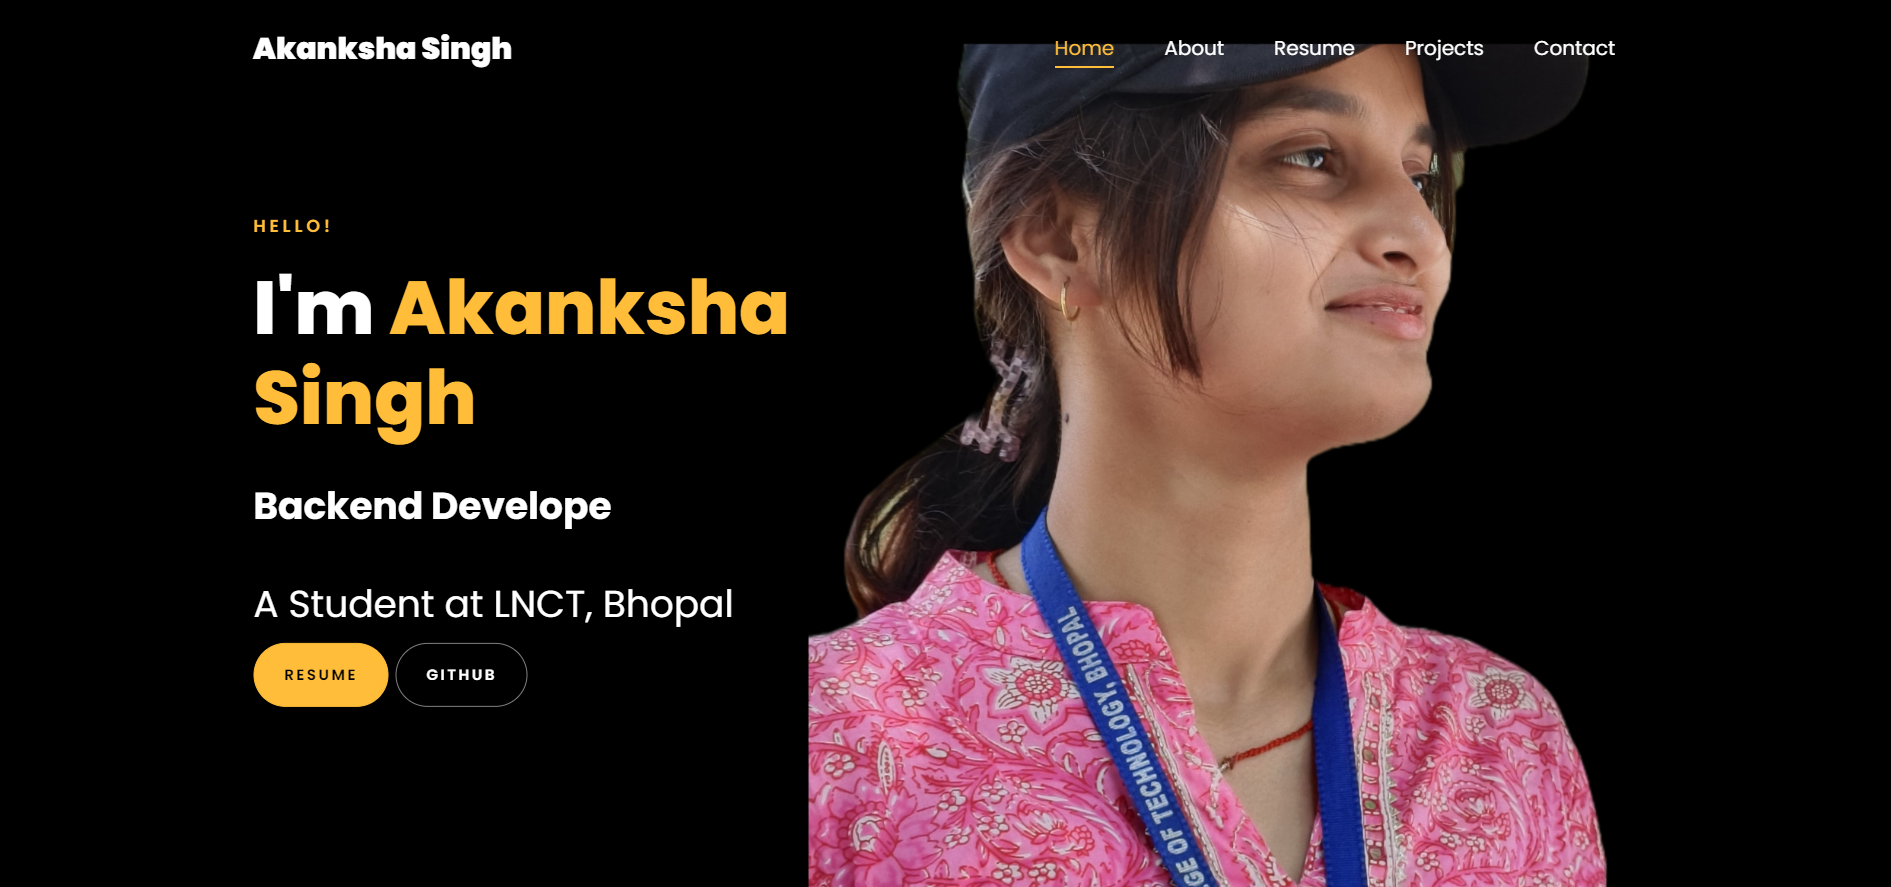 Akanksha Singh
Home About Resume Projects Contact
HELLO!
I'm Akanksha
Singh
Backend Develope
A Student at LNCT, Bhopal
RESUME GITHUB
GE OF TECHNOLOGY, BHOPAL